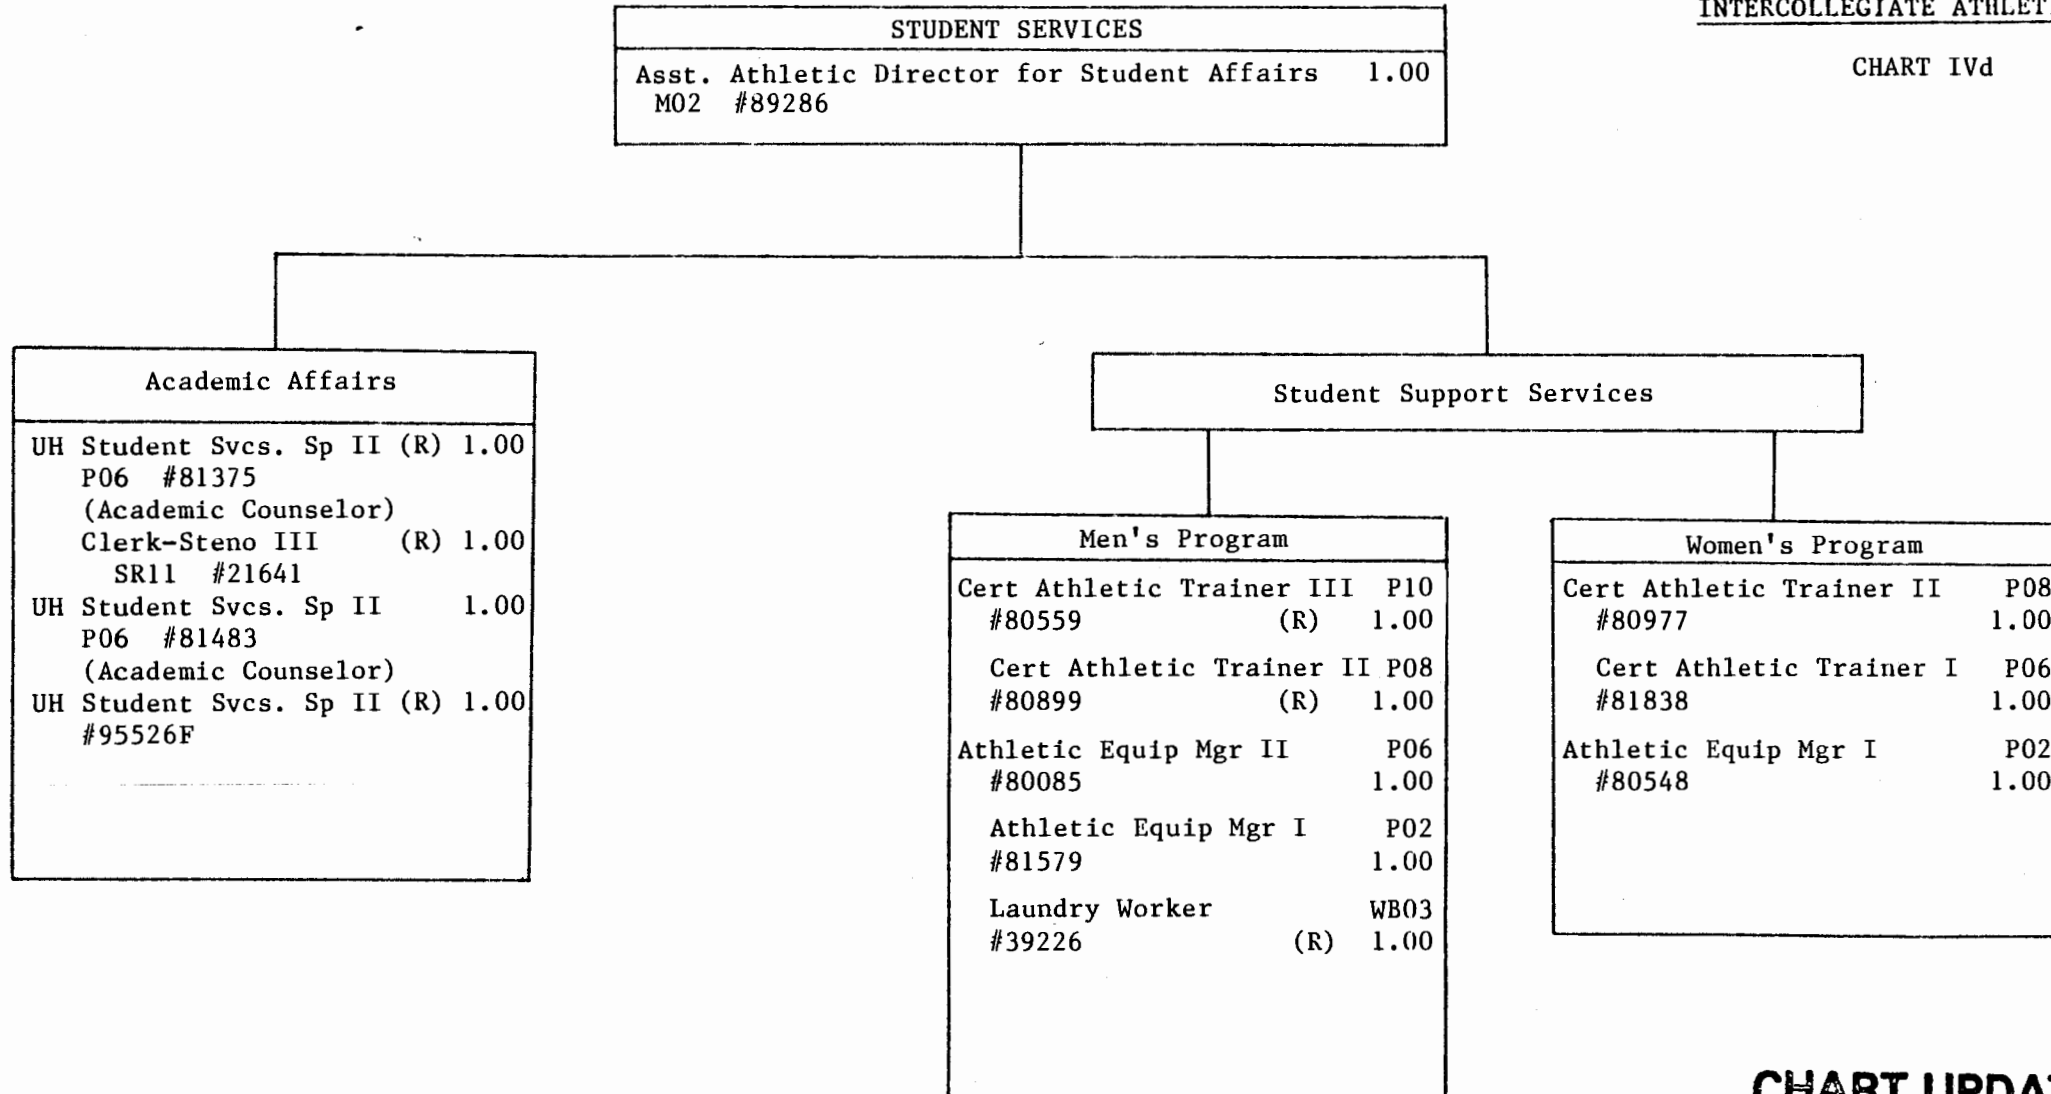 INTERCOLLEGIATE ATHLET
CHART IVd
STUDENT SERVICES
Asst. Athletic Director for Student Affairs 1.00
M02 #89286
Academic Affairs
UH Student Svcs. Sp II (R) 1.00
P06 #81375
(Academic Counselor)
Clerk-Steno III (R) 1.00
SR11 #21641
UH Student Svcs. Sp II 1.00
P06 #81483
(Academic Counselor)
UH Student Svcs. Sp II (R) 1.00
#95526F
Student Support Services
Men's Program
Cert Athletic Trainer III P10
#80559 (R) 1.00
Cert Athletic Trainer II P08
#80899 (R) 1.00
Athletic Equip Mgr II P06
#80085 1.00
Athletic Equip Mgr I P02
#81579 1.00
Laundry Worker WB03
#39226 (R) 1.00
Women's Program
Cert Athletic Trainer II P08
#80977 1.00
Cert Athletic Trainer I P06
#81838 1.00
Athletic Equip Mgr I P02
#80548 1.00
CHART UPDAT